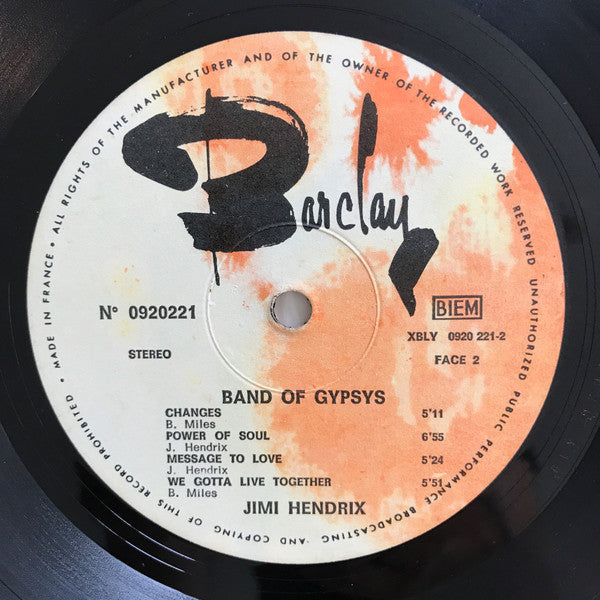 MADE IN FRANCE • ALL RIGHTS OF THE MANUFACTURER AND OF THE OWNER OF THE RECORDED WORK RESERVED UNAUTHORIZED PUBLIC PERFORMANCE BROADCASTING AND COPYING OF THIS RECORD PROHIBITED •
Barclay
N° 0920221
BIEM
XBLY 0920 221-2
STEREO
FACE 2
BAND OF GYPSYS
CHANGES 5'11
B. Miles
POWER OF SOUL 6'55
J. Hendrix
MESSAGE TO LOVE 5'24
J. Hendrix
WE GOTTA LIVE TOGETHER 5'51
B. Miles
JIMI HENDRIX